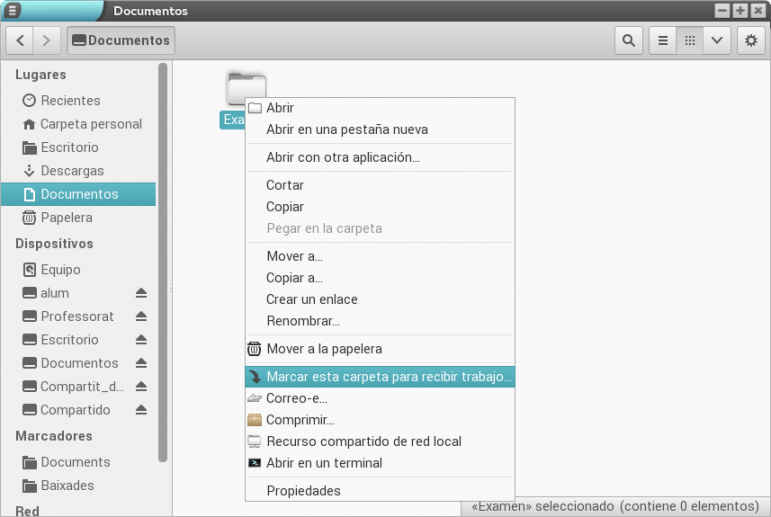 Documentos
Documentos
Lugares
Recientes
Carpeta personal
Escritorio
Descargas
Documentos
Papelera
Dispositivos
Equipo
alum
Professorat
Escritorio
Documentos
Compartit_d...
Compartido
Marcadores
Documents
Baixades
Red
Exa
Abrir
Abrir en una pestaña nueva
Abrir con otra aplicación...
Cortar
Copiar
Pegar en la carpeta
Mover a...
Copiar a...
Crear un enlace
Renombrar...
Mover a la papelera
Marcar esta carpeta para recibir trabajo...
Correo-e...
Comprimir...
Recurso compartido de red local
Abrir en un terminal
Propiedades
«Examen» seleccionado (contiene 0 elementos)